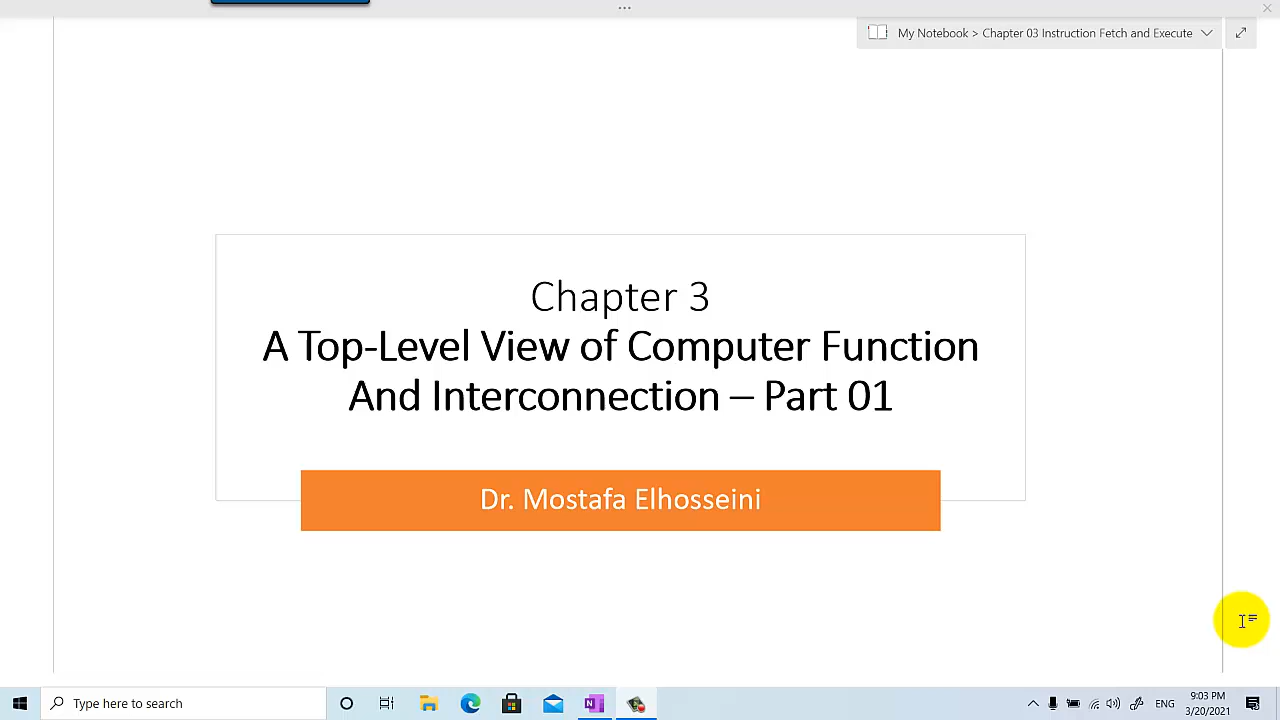 My Notebook > Chapter 03 Instruction Fetch and Execute
Chapter 3
A Top-Level View of Computer Function
And Interconnection – Part 01
Dr. Mostafa Elhosseini
Type here to search
ENG
9:03 PM
3/20/2021